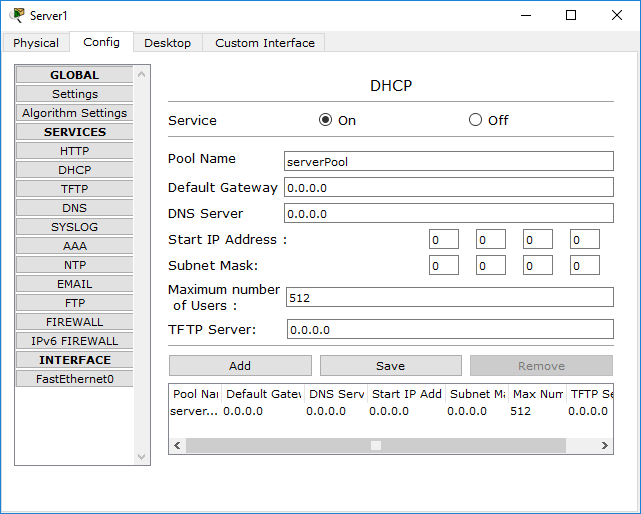 Server1
Physical Config Desktop Custom Interface
GLOBAL
Settings
Algorithm Settings
SERVICES
HTTP
DHCP
TFTP
DNS
SYSLOG
AAA
NTP
EMAIL
FTP
FIREWALL
IPv6 FIREWALL
INTERFACE
FastEthernet0
DHCP
Service On Off
Pool Name serverPool
Default Gateway 0.0.0.0
DNS Server 0.0.0.0
Start IP Address : 0 0 0 0
Subnet Mask: 0 0 0 0
Maximum number
of Users : 512
TFTP Server: 0.0.0.0
Add Save Remove
Pool Nar Default Gatev DNS Serv Start IP Add Subnet Ma Max Num TFTP Se
server... 0.0.0.0 0.0.0.0 0.0.0.0 0.0.0.0 512 0.0.0.0